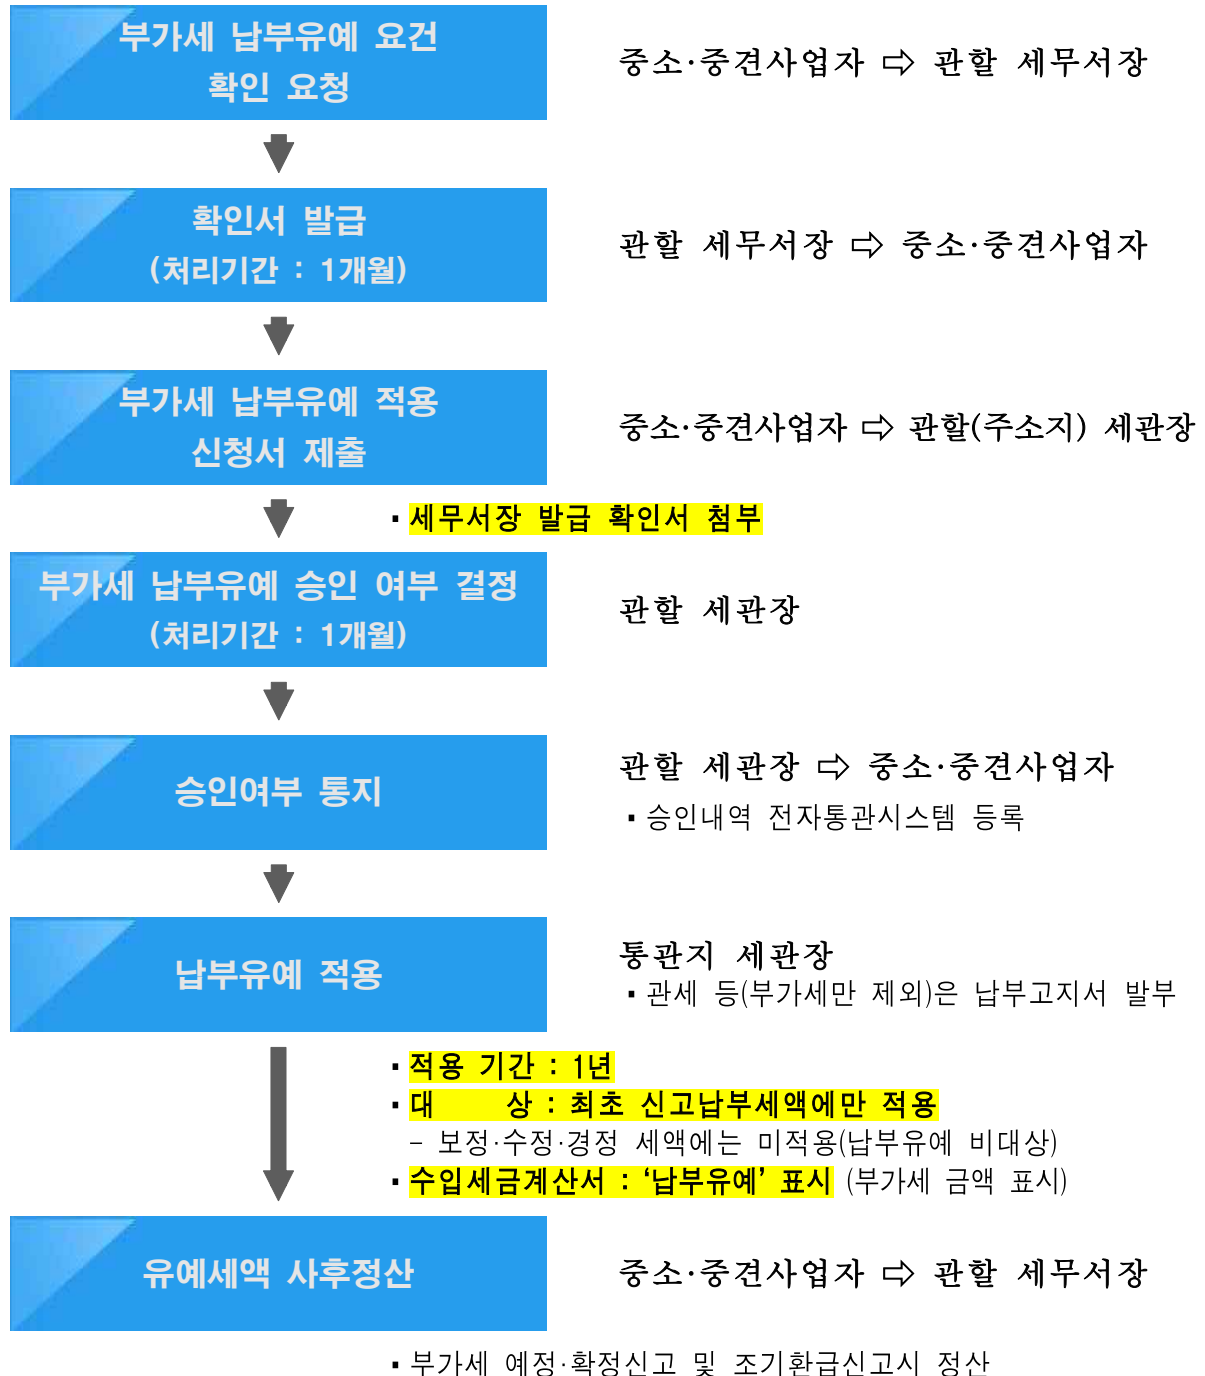 부가세 납부유예 요건
확인 요청
중소·중견사업자 ⇨ 관할 세무서장
확인서 발급
(처리기간 : 1개월)
관할 세무서장 ⇨ 중소·중견사업자
부가세 납부유예 적용
신청서 제출
중소·중견사업자 ⇨ 관할(주소지) 세관장
▪ 세무서장 발급 확인서 첨부
부가세 납부유예 승인 여부 결정
(처리기간 : 1개월)
관할 세관장
승인여부 통지
관할 세관장 ⇨ 중소·중견사업자
▪ 승인내역 전자통관시스템 등록
납부유예 적용
통관지 세관장
▪ 관세 등(부가세만 제외)은 납부고지서 발부
▪ 적용 기간 : 1년
▪ 대 상 : 최초 신고납부세액에만 적용
– 보정·수정·경정 세액에는 미적용(납부유예 비대상)
▪ 수입세금계산서 : ‘납부유예’ 표시 (부가세 금액 표시)
유예세액 사후정산
중소·중견사업자 ⇨ 관할 세무서장
▪ 부가세 예정·확정신고 및 조기환급신고시 정산